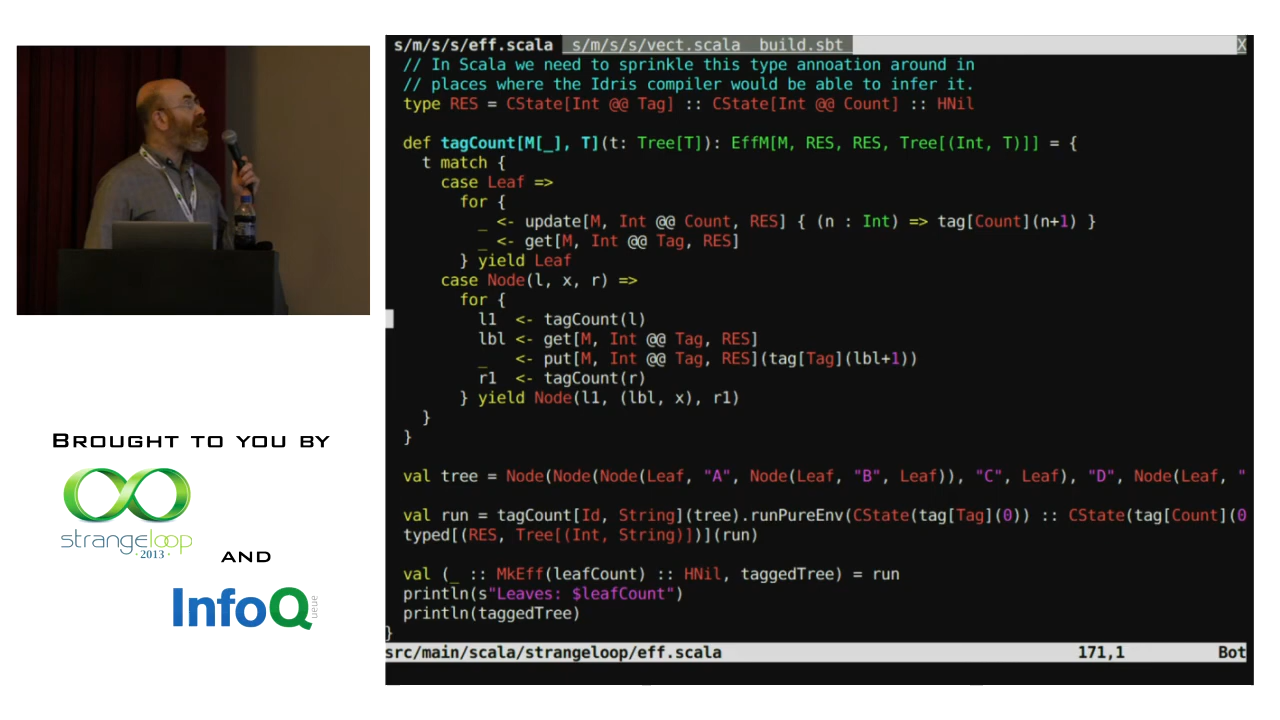 s/m/s/s/eff.scala s/m/s/s/vect.scala build.sbt X
// In Scala we need to sprinkle this type annoation around in
// places where the Idris compiler would be able to infer it.
type RES = CState[Int @@ Tag] :: CState[Int @@ Count] :: HNil
def tagCount[M[_], T](t: Tree[T]): EffM[M, RES, RES, Tree[(Int, T)]] = {
t match {
case Leaf =>
for {
_ <- update[M, Int @@ Count, RES] { (n : Int) => tag[Count](n+1) }
_ <- get[M, Int @@ Tag, RES]
} yield Leaf
case Node(l, x, r) =>
for {
l1 <- tagCount(l)
lbl <- get[M, Int @@ Tag, RES]
_ <- put[M, Int @@ Tag, RES](tag[Tag](lbl+1))
r1 <- tagCount(r)
} yield Node(l1, (lbl, x), r1)
}
}
val tree = Node(Node(Node(Leaf, "A", Node(Leaf, "B", Leaf)), "C", Leaf), "D", Node(Leaf, "
val run = tagCount[Id, String](tree).runPureEnv(CState(tag[Tag](0)) :: CState(tag[Count](0
typed[(RES, Tree[(Int, String)])](run)
val (_ :: MkEff(leafCount) :: HNil, taggedTree) = run
println(s"Leaves: $leafCount")
println(taggedTree)
}
src/main/scala/strangeloop/eff.scala 171,1 Bot
BROUGHT TO YOU BY
strangeloop
·2013·
AND
InfoQ